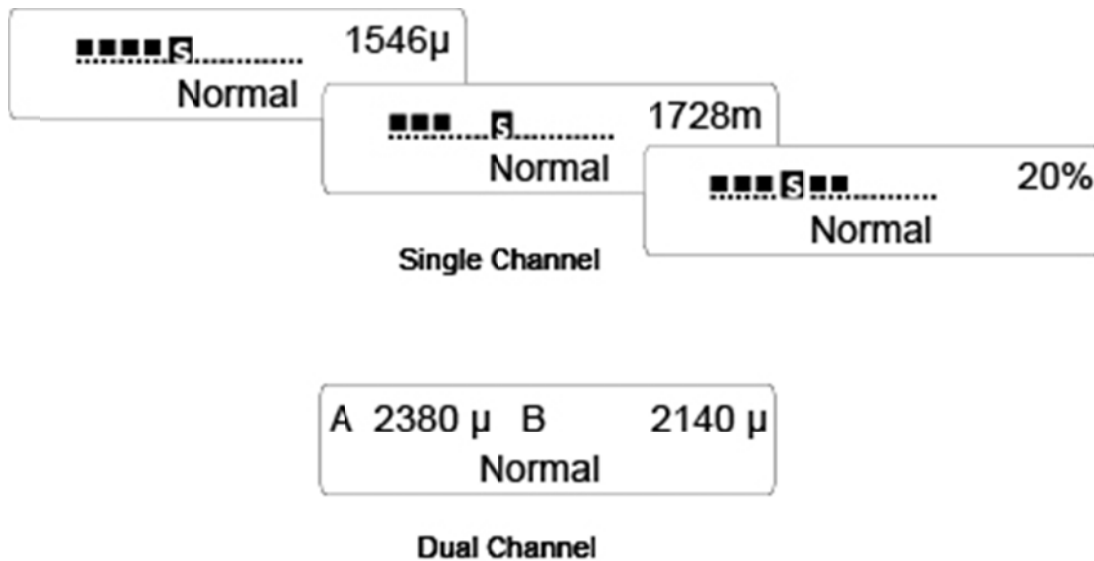 S 1546μ
Normal
S 1728m
Normal
S 20%
Normal
Single Channel
A 2380 μ B 2140 μ
Normal
Dual Channel